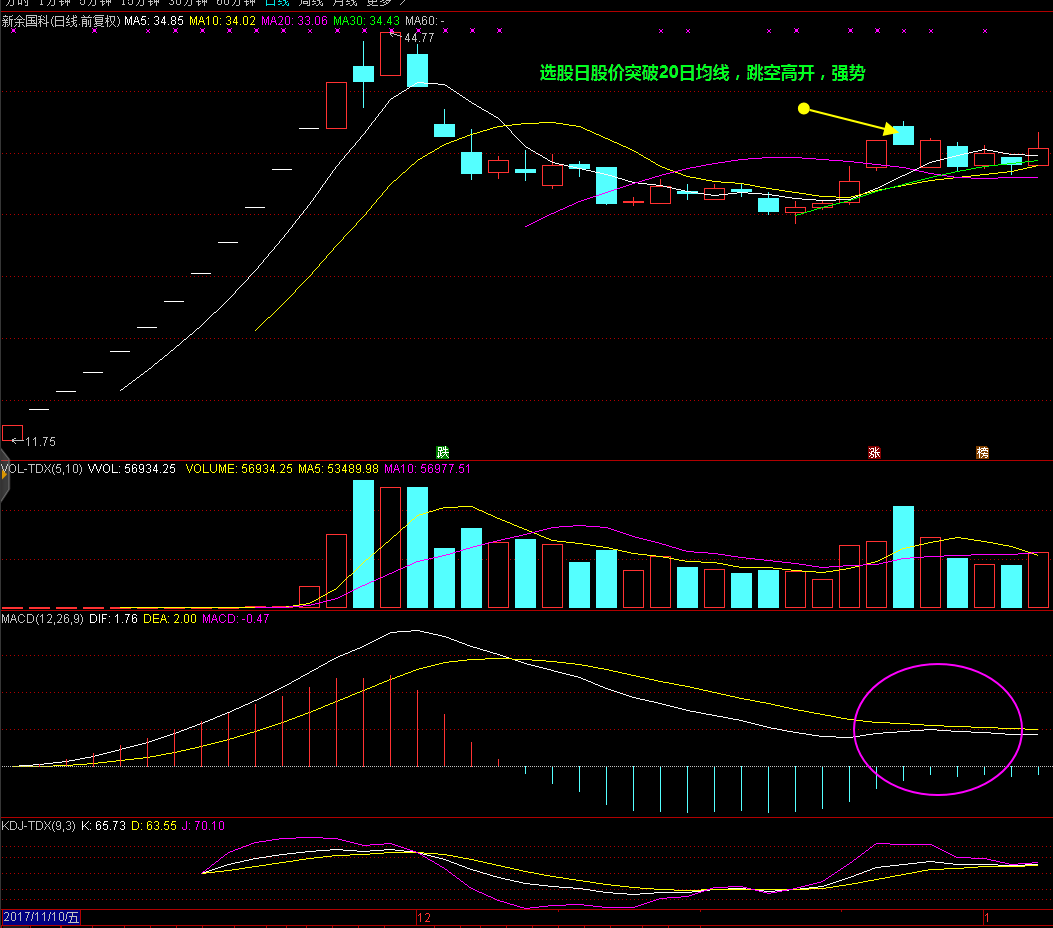 分时 1分钟 5分钟 15分钟 30分钟 60分钟 日线 周线 月线 更多
新余国科(日线.前复权) MA5: 34.85 MA10: 34.02 MA20: 33.06 MA30: 34.43 MA60: -
44.77
选股日股价突破20日均线，跳空高开，强势
11.75
跌 涨 榜
VOL-TDX(5,10) VVOL: 56934.25 VOLUME: 56934.25 MA5: 53489.98 MA10: 56977.51
MACD(12,26,9) DIF: 1.76 DEA: 2.00 MACD: -0.47
KDJ-TDX(9,3) K: 65.73 D: 63.55 J: 70.10
2017/11/10/五 12 1